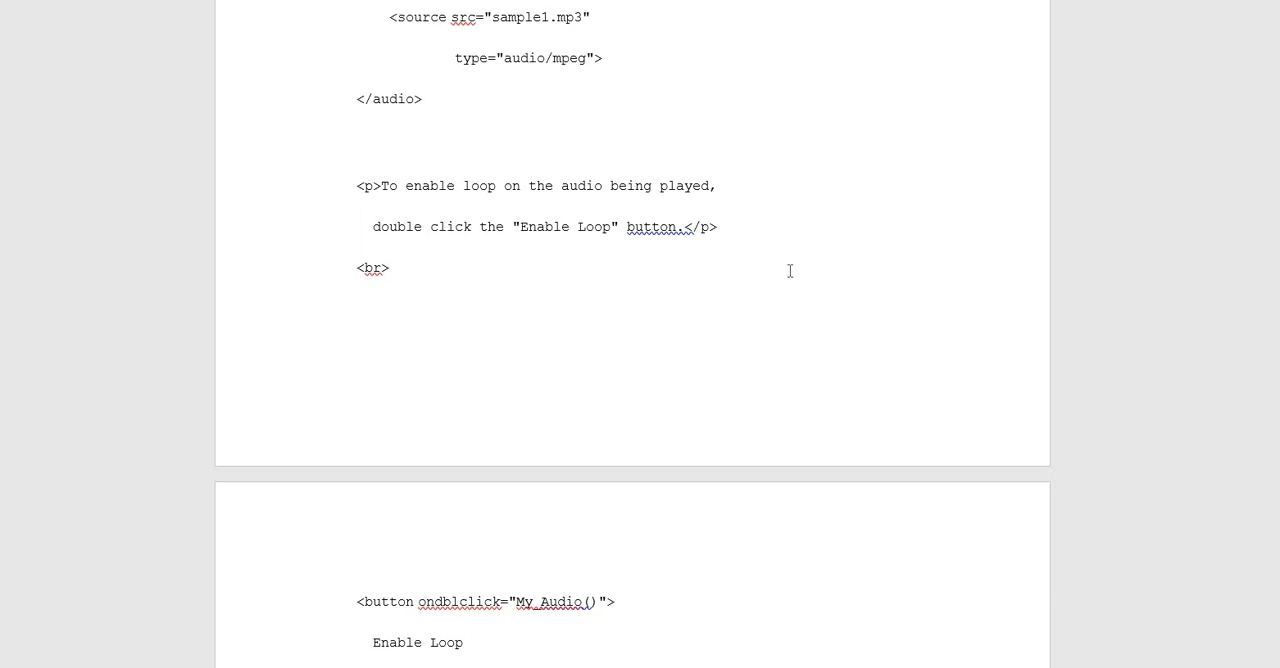 <source src="sample1.mp3"
type="audio/mpeg">
</audio>
<p>To enable loop on the audio being played,
double click the "Enable Loop" button.</p>
<br>
<button ondblclick="My_Audio()">
Enable Loop